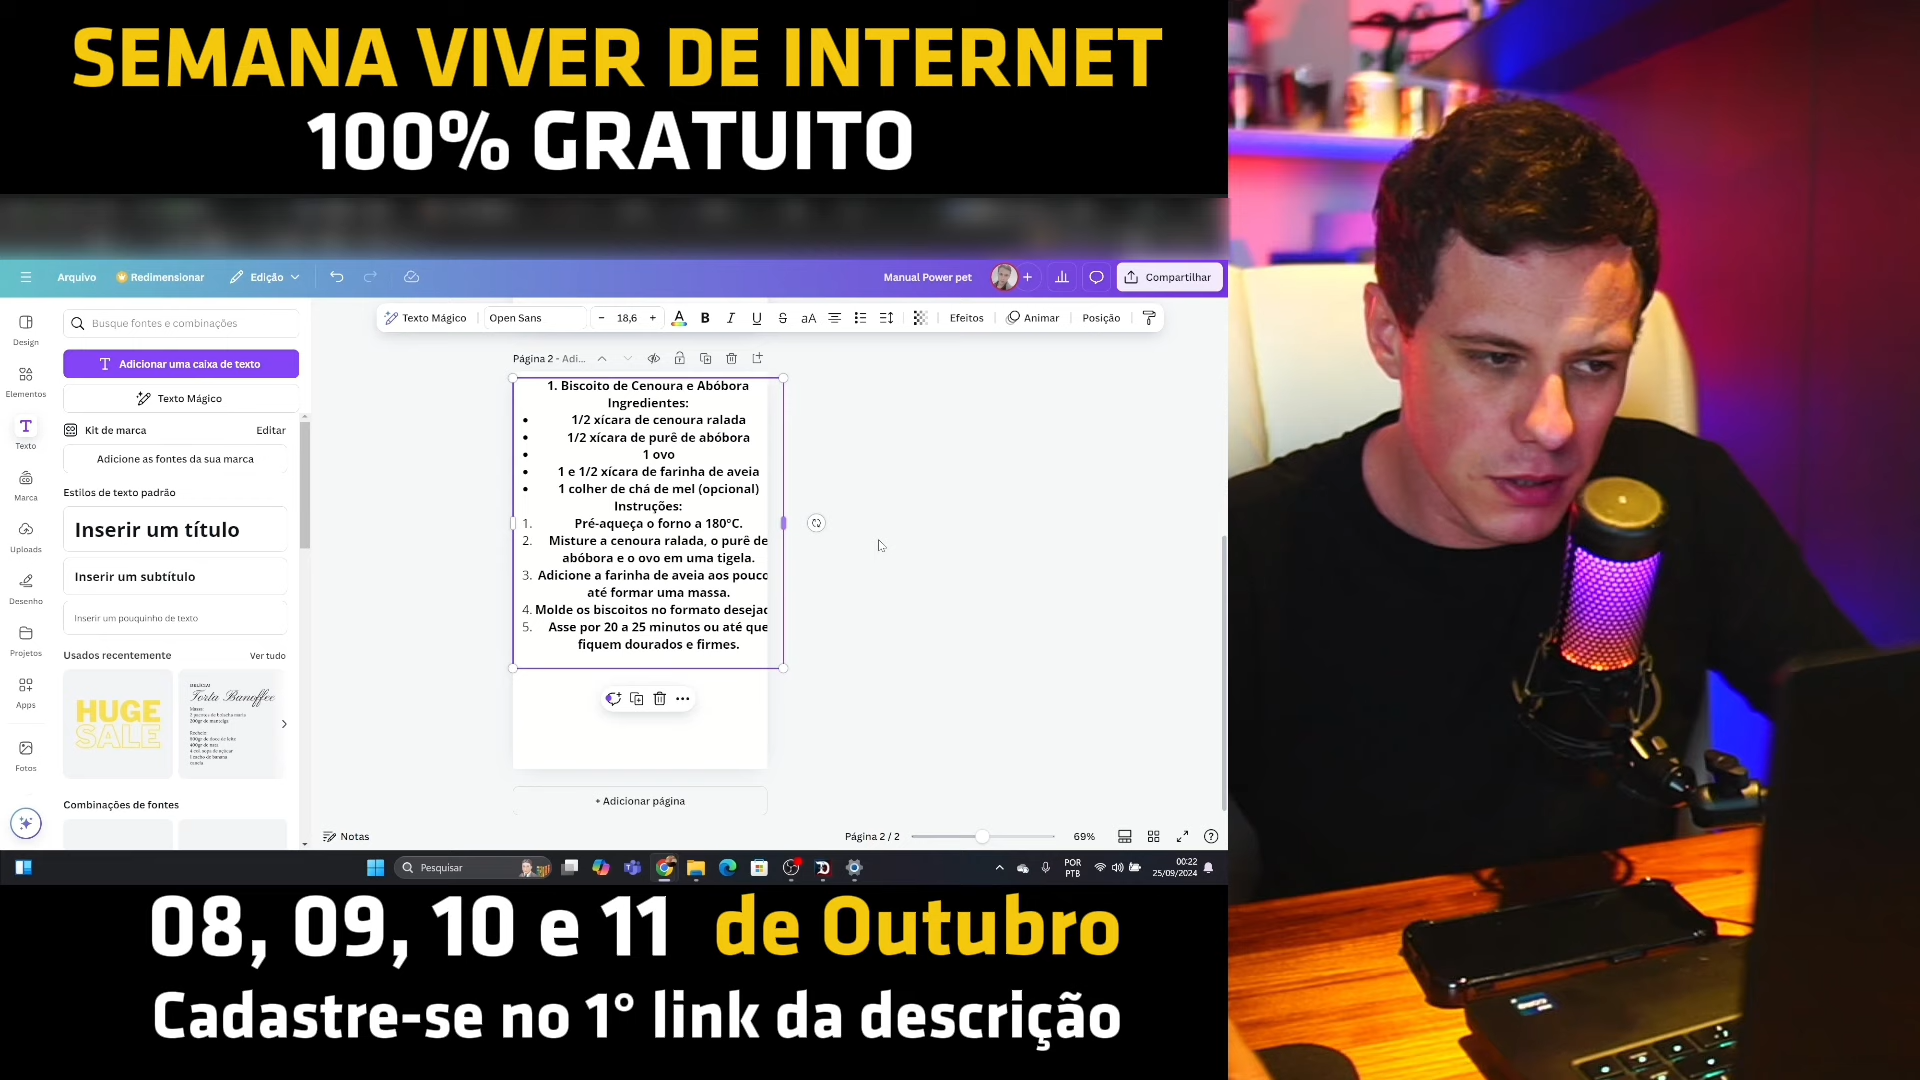 SEMANA VIVER DE INTERNET
100% GRATUITO
Arquivo
Redimensionar
Edição
Manual Power pet
Compartilhar
Design
Elementos
Texto
Marca
Uploads
Desenho
Projetos
Apps
Fotos
Busque fontes e combinações
Adicionar uma caixa de texto
Texto Mágico
Kit de marca
Editar
Adicione as fontes da sua marca
Estilos de texto padrão
Inserir um título
Inserir um subtítulo
Inserir um pouquinho de texto
Usados recentemente
Ver tudo
HUGE
SALE
Torta Banoffee
Combinações de fontes
Texto Mágico
Open Sans
– 18,6 +
A
B
I
U
S
aA
Efeitos
Animar
Posição
Página 2 - Adi...
1. Biscoito de Cenoura e Abóbora
Ingredientes:
• 1/2 xícara de cenoura ralada
• 1/2 xícara de purê de abóbora
• 1 ovo
• 1 e 1/2 xícara de farinha de aveia
• 1 colher de chá de mel (opcional)
Instruções:
1. Pré-aqueça o forno a 180°C.
2. Misture a cenoura ralada, o purê de
abóbora e o ovo em uma tigela.
3. Adicione a farinha de aveia aos pouco
até formar uma massa.
4. Molde os biscoitos no formato desejad
5. Asse por 20 a 25 minutos ou até que
fiquem dourados e firmes.
+ Adicionar página
Notas
Página 2 / 2
69%
Pesquisar
POR
PTB
00:22
25/09/2024
08, 09, 10 e 11 de Outubro
Cadastre-se no 1° link da descrição